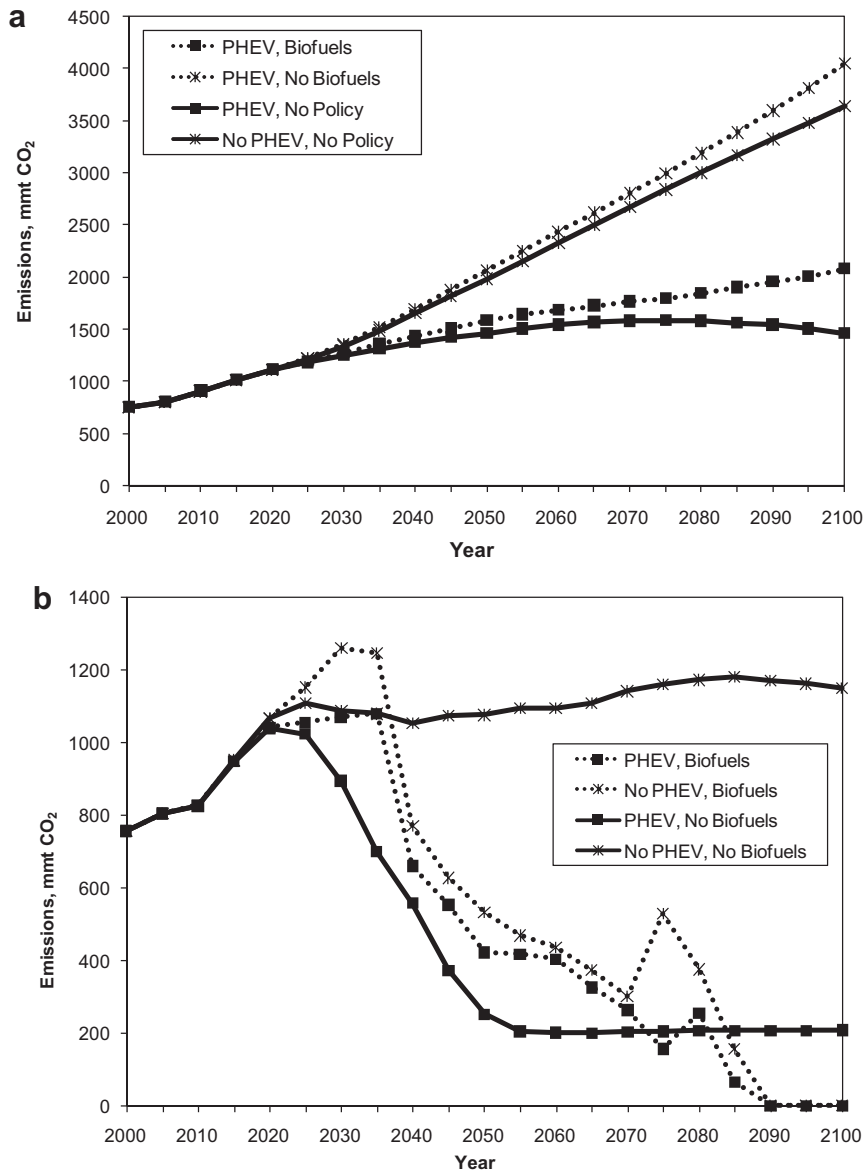 a
4500
4000
3500
3000
2500
2000
1500
1000
500
0
Emissions, mmt CO₂
PHEV, Biofuels
PHEV, No Biofuels
PHEV, No Policy
No PHEV, No Policy
2000 2010 2020 2030 2040 2050 2060 2070 2080 2090 2100
Year
b
1400
1200
1000
800
600
400
200
0
Emissions, mmt CO₂
PHEV, Biofuels
No PHEV, Biofuels
PHEV, No Biofuels
No PHEV, No Biofuels
2000 2010 2020 2030 2040 2050 2060 2070 2080 2090 2100
Year